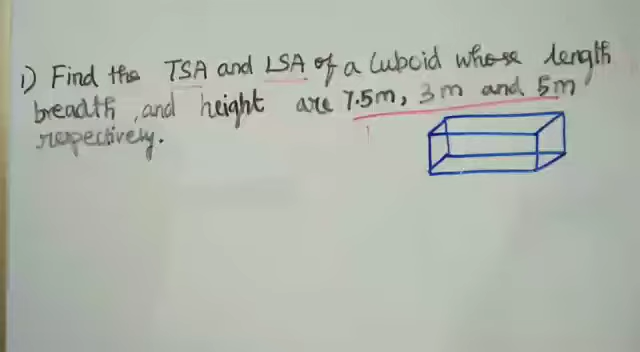 1) Find the TSA and LSA of a Cuboid whose length
breadth, and height are 7.5m, 3m and 5m
respectively.